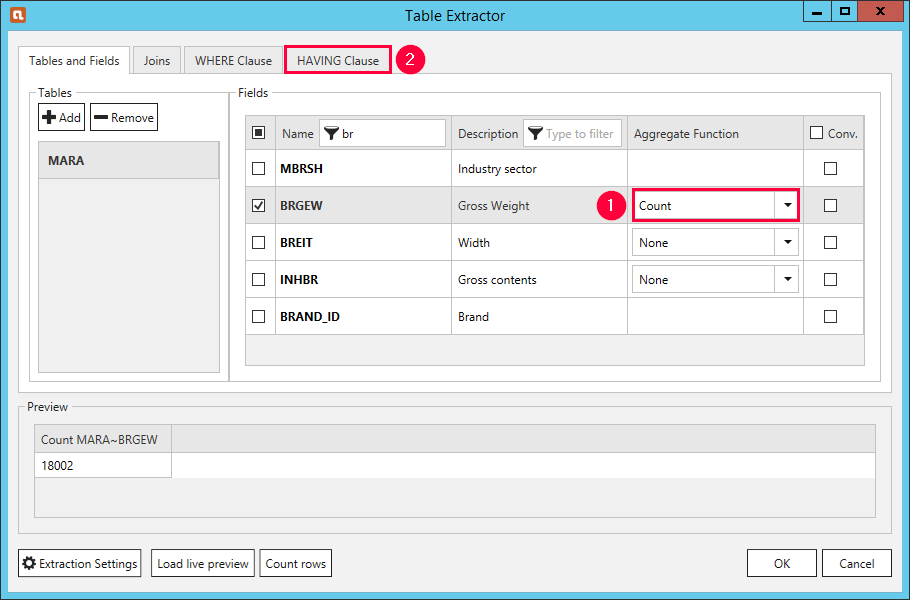 Table Extractor
Tables and Fields Joins WHERE Clause HAVING Clause 2
Tables
Add Remove
MARA
Fields
Name br Description Type to filter Aggregate Function Conv.
MBRSH Industry sector
BRGEW Gross Weight 1 Count
BREIT Width None
INHBR Gross contents None
BRAND_ID Brand
Preview
Count MARA~BRGEW
18002
Extraction Settings Load live preview Count rows OK Cancel